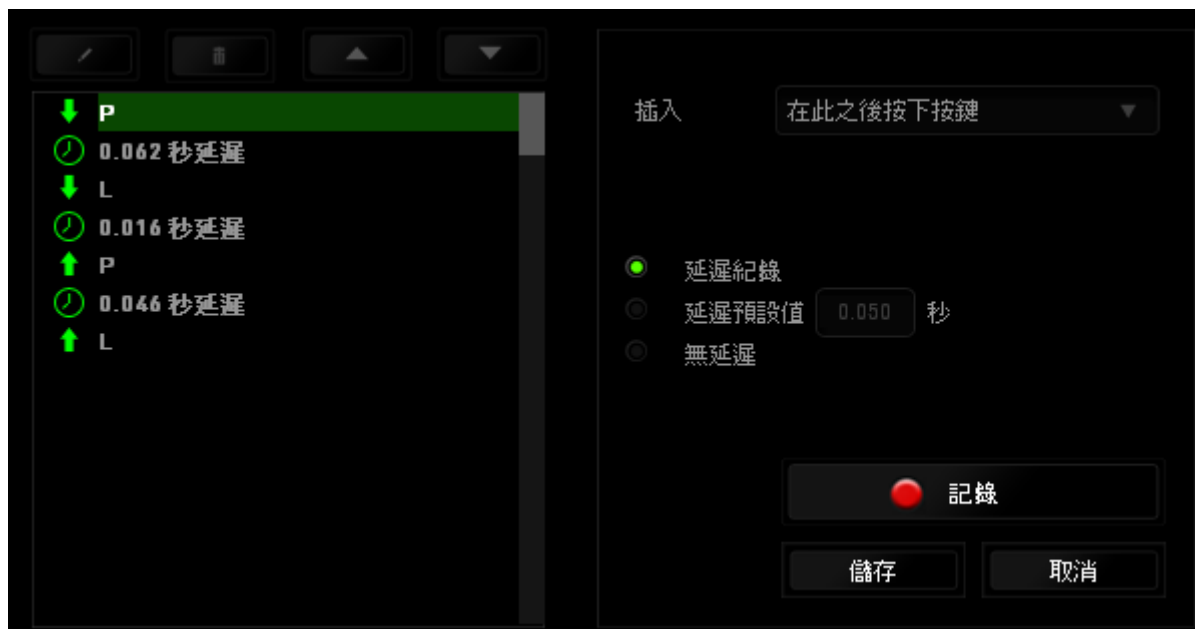 P
0.062 秒延遲
L
0.016 秒延遲
P
0.046 秒延遲
L
插入 在此之後按下按鍵
延遲紀錄
延遲預設值 0.050 秒
無延遲
記錄
儲存 取消